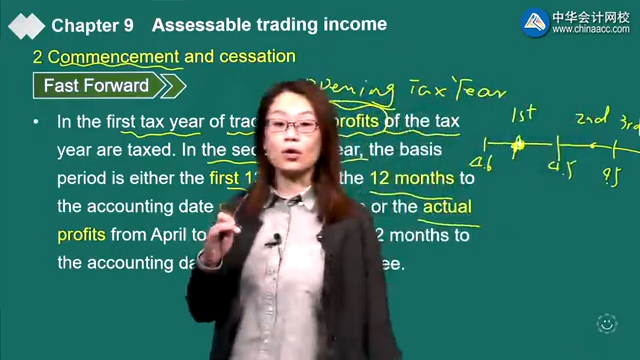 Chapter 9 Assessable trading income
中华会计网校
www.chinaacc.com
2 Commencement and cessation
Fast Forward
Opening Tax Year
• In the first tax year of trad profits of the tax
year are taxed. In the sec ear, the basis
period is either the first 1 the 12 months to
the accounting date or the actual
profits from April to 2 months to
the accounting da ee.
1st
2nd
3rd